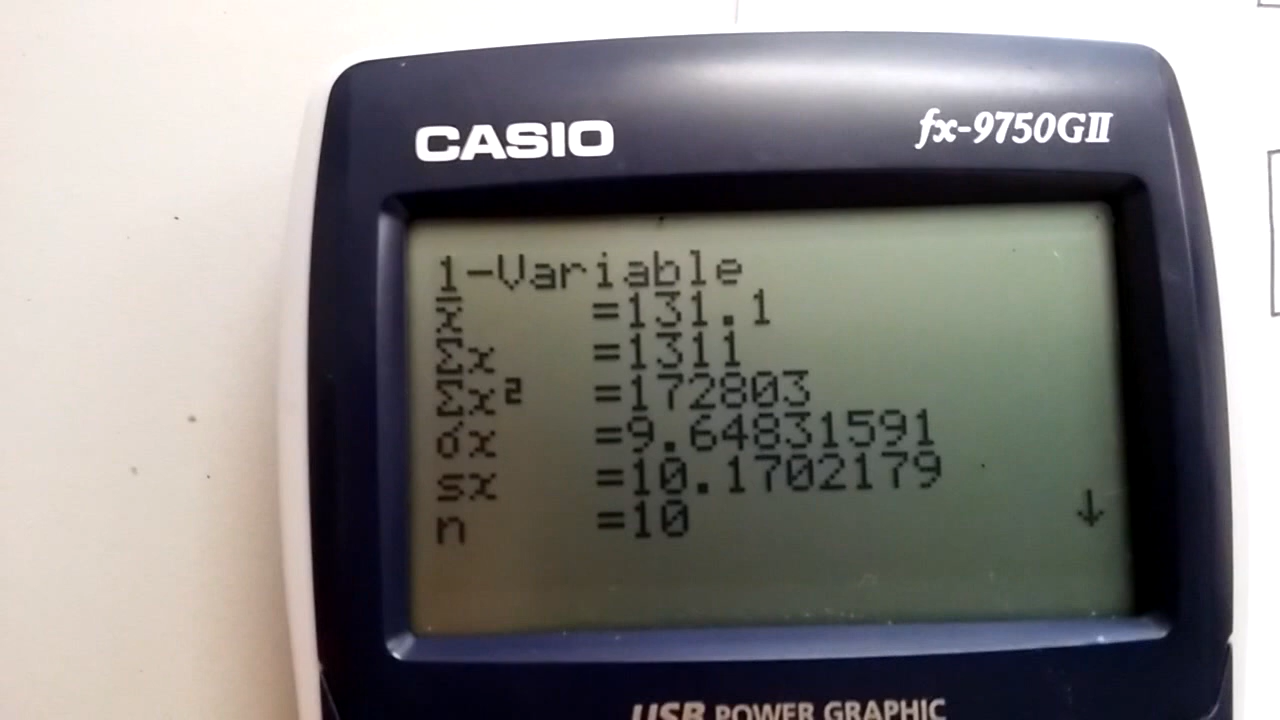 CASIO
fx-9750GII
1-Variable
x̄ =131.1
Σx =1311
Σx² =172803
σx =9.64831591
sx =10.1702179
n =10 ↓
USB POWER GRAPHIC